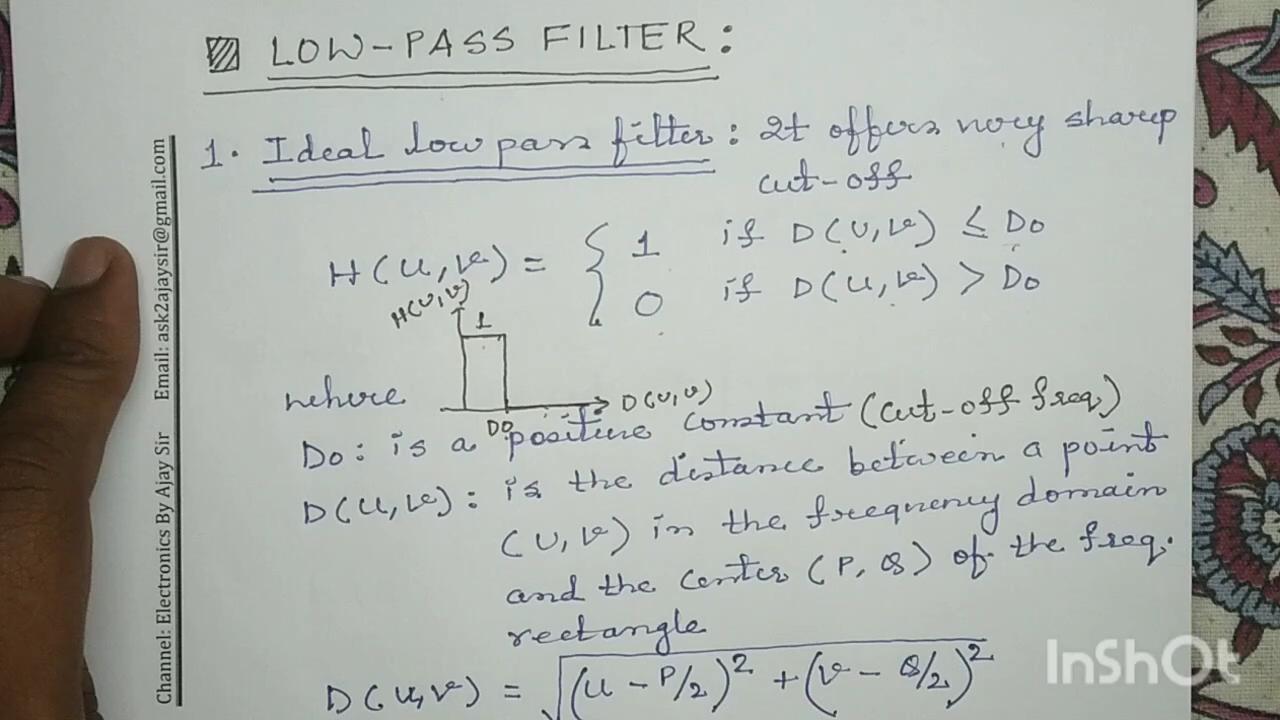 LOW-PASS FILTER:
1. Ideal low pass filter: It offers very sharp
cut-off
H(u,v) = { 1 if D(u,v) ≤ Do
0 if D(u,v) > Do
H(u,v)
1
D(u,v)
Do
where
Do: is a positive constant (cut-off freq)
D(u,v): is the distance between a point
(u,v) in the frequency domain
and the center (P,Q) of the freq.
rectangle
D(u,v) = √(u - P/2)² + (v - Q/2)²
Channel: Electronics By Ajay Sir Email: ask2ajaysir@gmail.com
InShOt